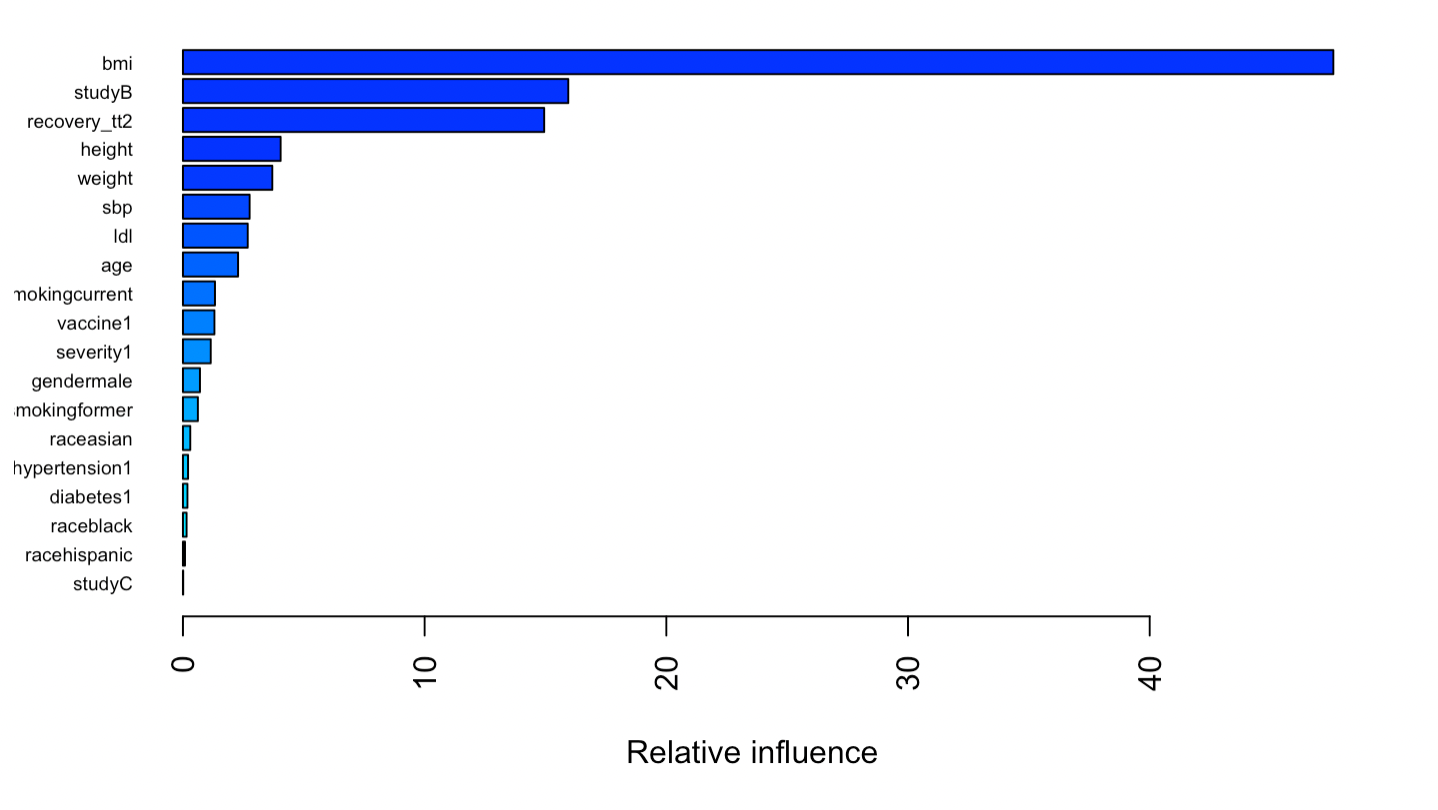 bmi
studyB
recovery_tt2
height
weight
sbp
ldl
age
mokingcurrent
vaccine1
severity1
gendermale
mokingformer
raceasian
hypertension1
diabetes1
raceblack
racehispanic
studyC
0 10 20 30 40
Relative influence